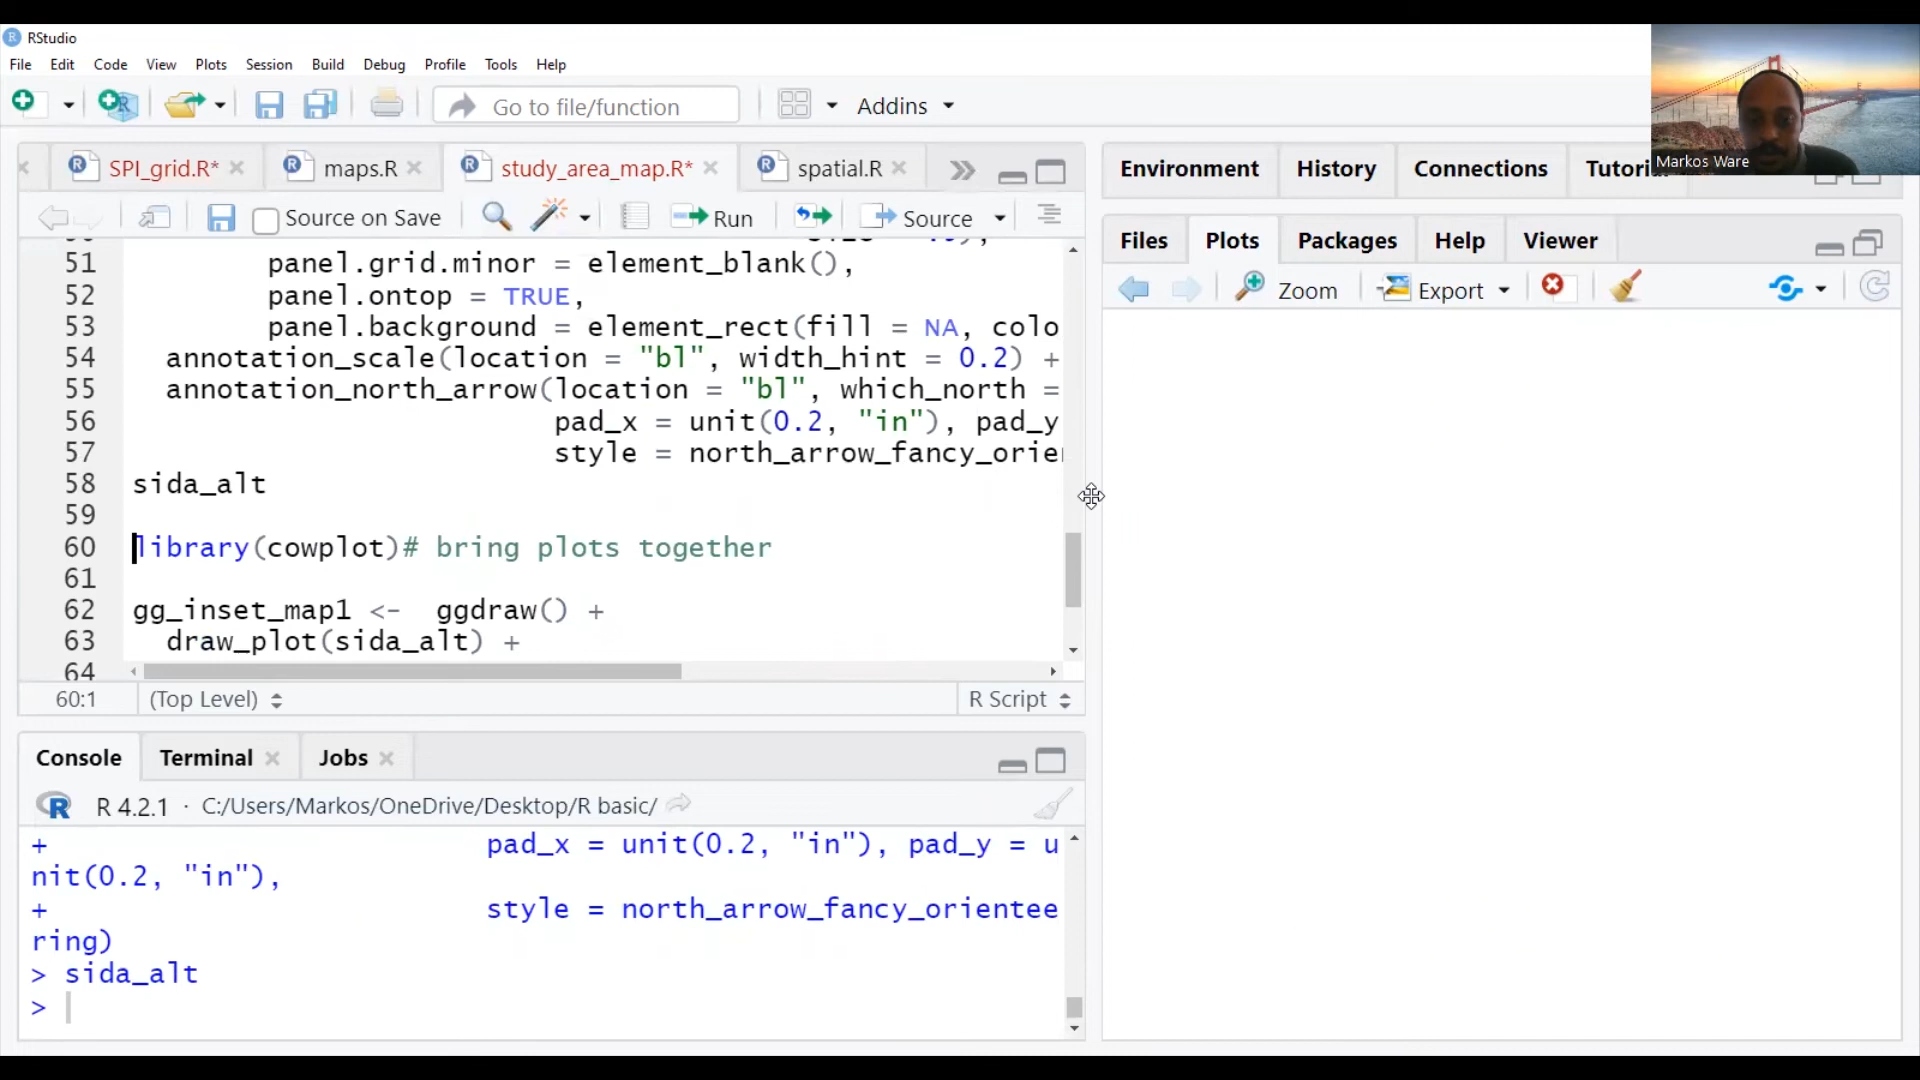 RStudio
File Edit Code View Plots Session Build Debug Profile Tools Help
Go to file/function Addins
Markos Ware
SPI_grid.R* maps.R study_area_map.R* spatial.R
Source on Save Run Source
51 panel.grid.minor = element_blank(),
52 panel.ontop = TRUE,
53 panel.background = element_rect(fill = NA, colo
54 annotation_scale(location = "bl", width_hint = 0.2) +
55 annotation_north_arrow(location = "bl", which_north =
56 pad_x = unit(0.2, "in"), pad_y
57 style = north_arrow_fancy_orie
58 sida_alt
59
60 library(cowplot)# bring plots together
61
62 gg_inset_map1 <-  ggdraw() +
63 draw_plot(sida_alt) +
64
60:1 (Top Level) R Script
Console Terminal Jobs
R 4.2.1 · C:/Users/Markos/OneDrive/Desktop/R basic/
+ pad_x = unit(0.2, "in"), pad_y = u
nit(0.2, "in"),
+ style = north_arrow_fancy_orientee
ring)
> sida_alt
>
Environment History Connections
Files Plots Packages Help Viewer
Zoom Export